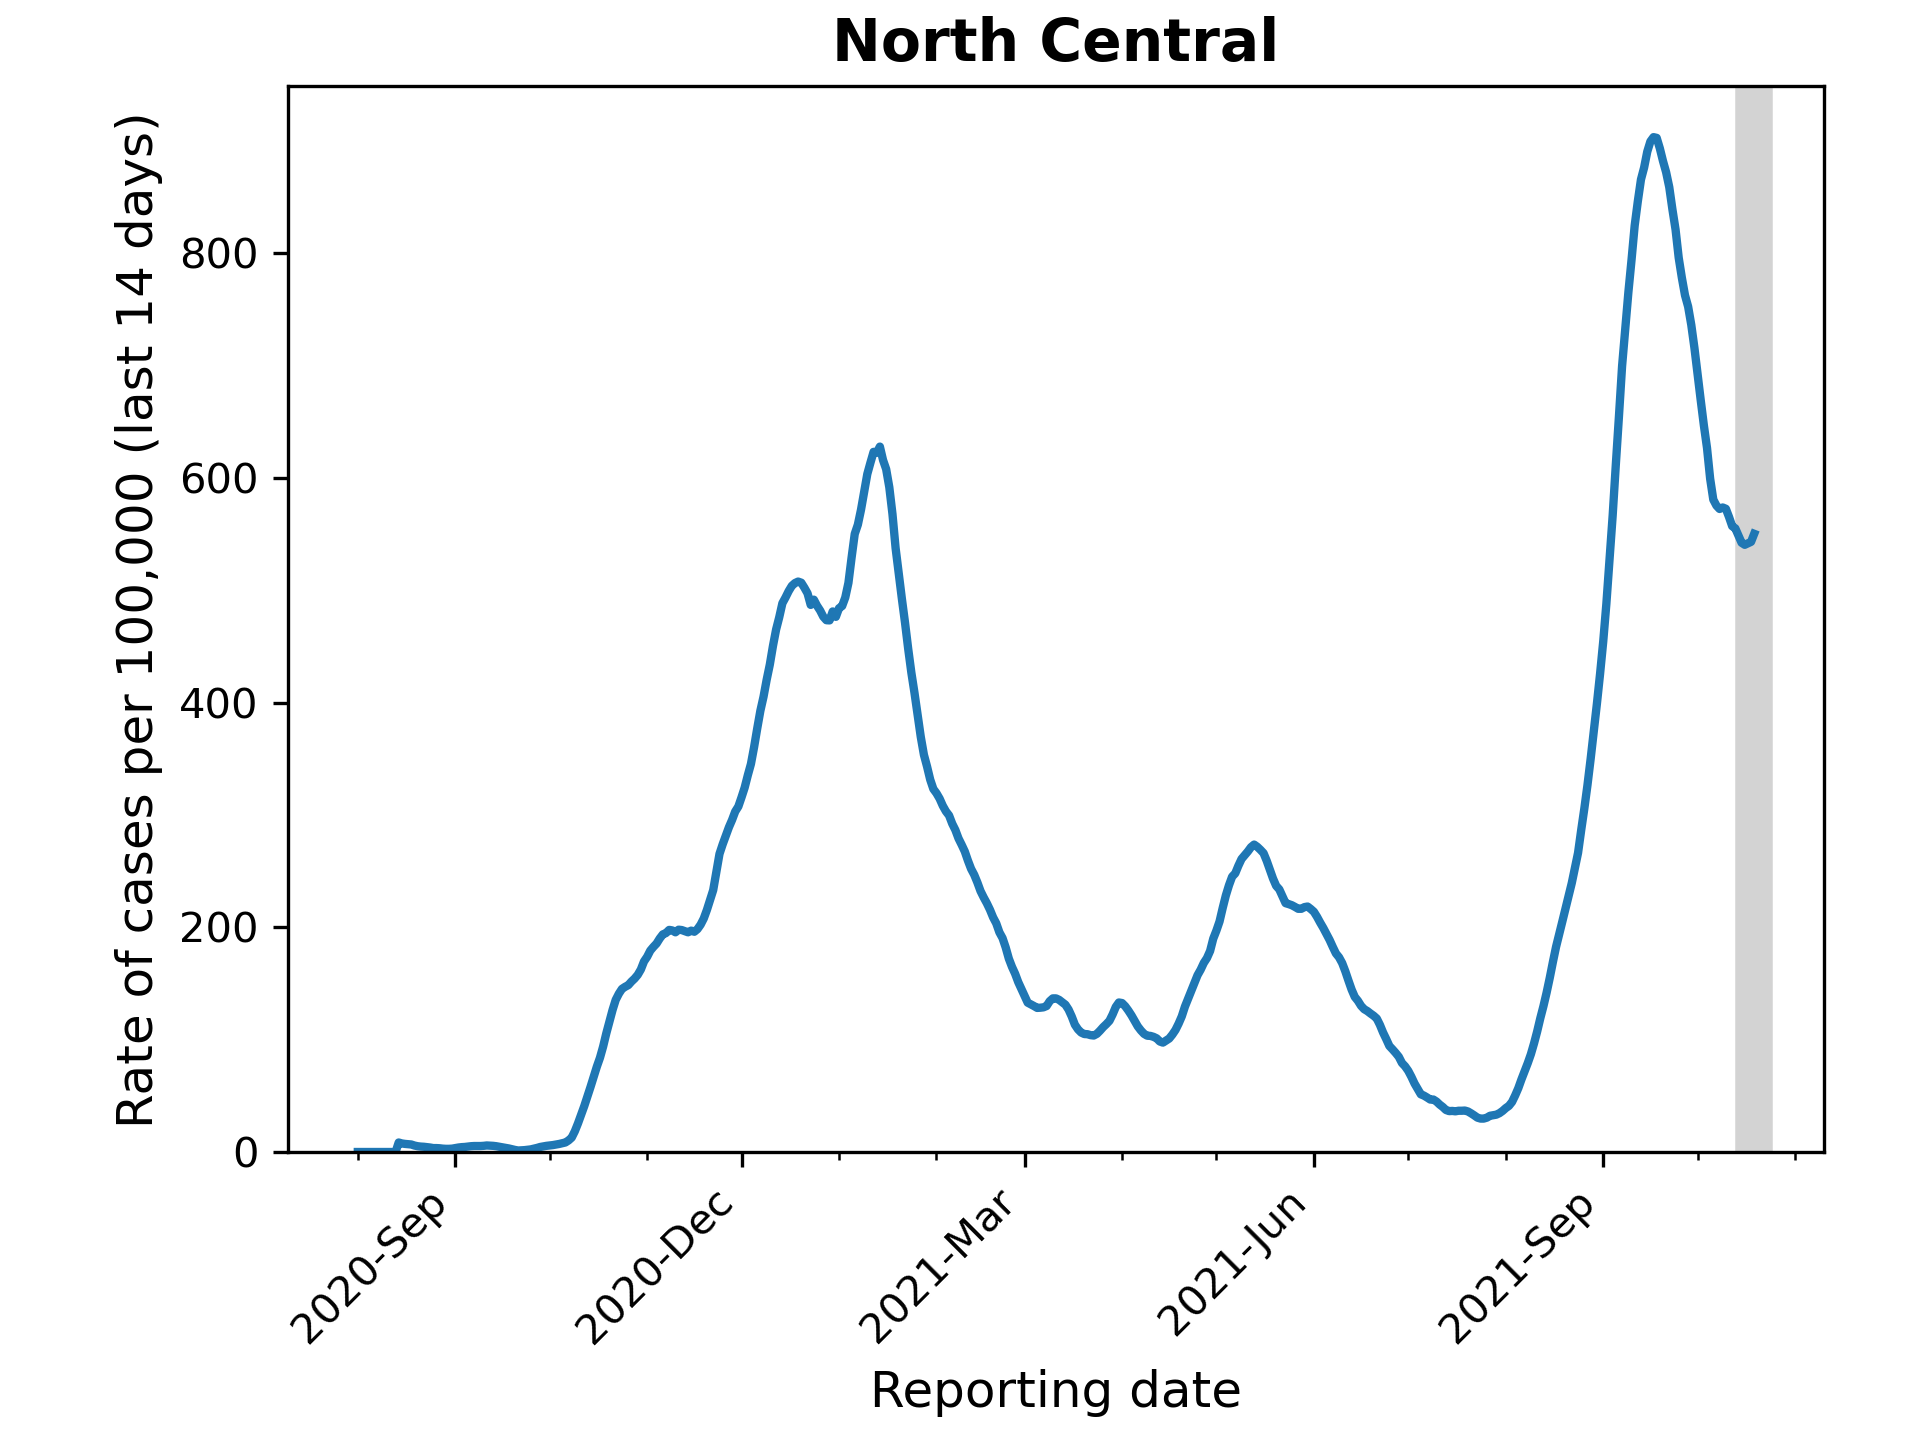 North Central
Rate of cases per 100,000 (last 14 days)
800
600
400
200
0
2020-Sep
2020-Dec
2021-Mar
2021-Jun
2021-Sep
Reporting date